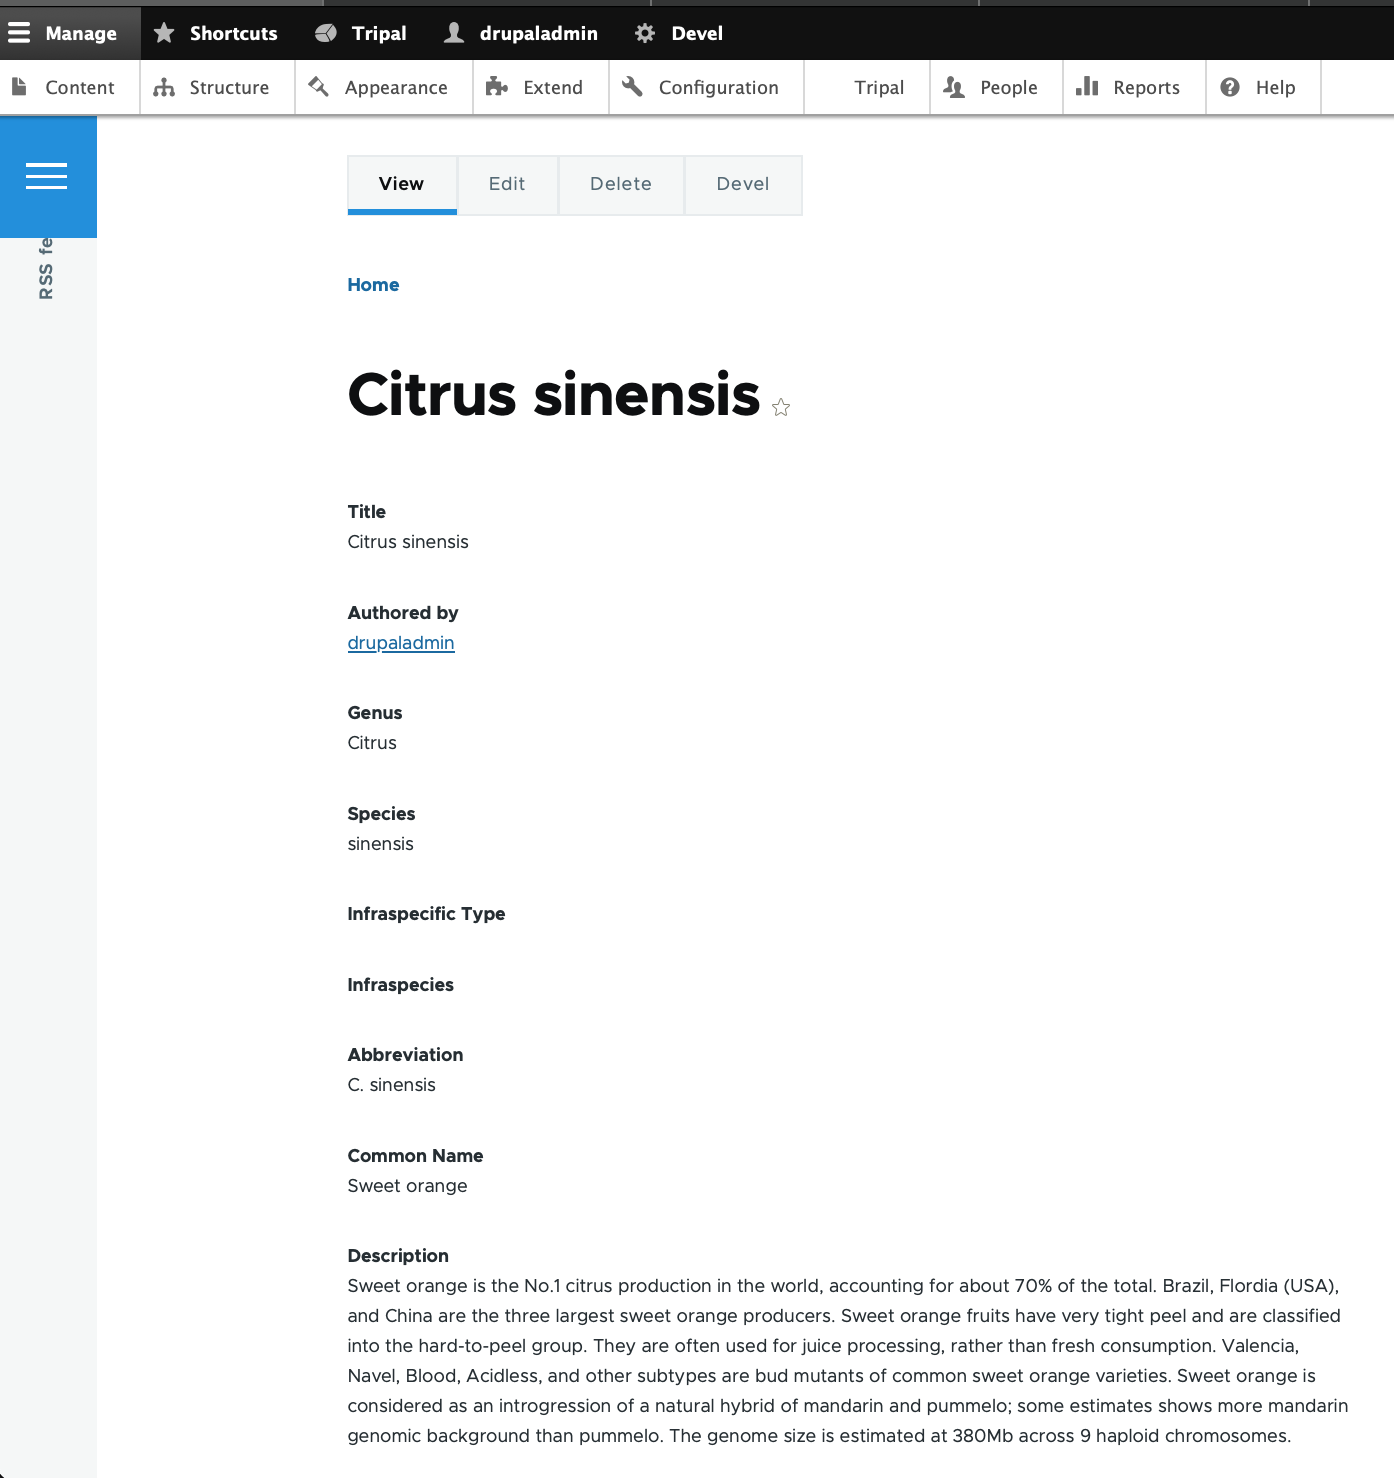 Manage Shortcuts Tripal drupaladmin Devel
Content Structure Appearance Extend Configuration Tripal People Reports Help
View Edit Delete Devel
RSS
Home
Citrus sinensis
Title
Citrus sinensis
Authored by
drupaladmin
Genus
Citrus
Species
sinensis
Infraspecific Type
Infraspecies
Abbreviation
C. sinensis
Common Name
Sweet orange
Description
Sweet orange is the No.1 citrus production in the world, accounting for about 70% of the total. Brazil, Flordia (USA),
and China are the three largest sweet orange producers. Sweet orange fruits have very tight peel and are classified
into the hard-to-peel group. They are often used for juice processing, rather than fresh consumption. Valencia,
Navel, Blood, Acidless, and other subtypes are bud mutants of common sweet orange varieties. Sweet orange is
considered as an introgression of a natural hybrid of mandarin and pummelo; some estimates shows more mandarin
genomic background than pummelo. The genome size is estimated at 380Mb across 9 haploid chromosomes.